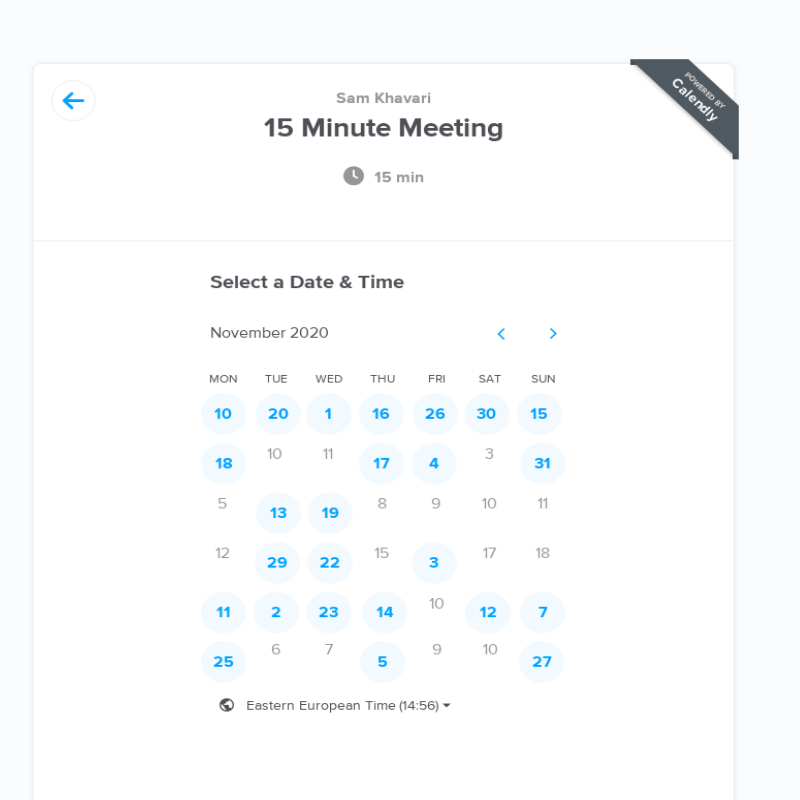 POWERED BY
Calendly
Sam Khavari
15 Minute Meeting
15 min
Select a Date & Time
November 2020
MON TUE WED THU FRI SAT SUN
10 20 1 16 26 30 15
18 10 11 17 4 3 31
5 13 19 8 9 10 11
12 29 22 15 3 17 18
11 2 23 14 10 12 7
25 6 7 5 9 10 27
Eastern European Time (14:56)